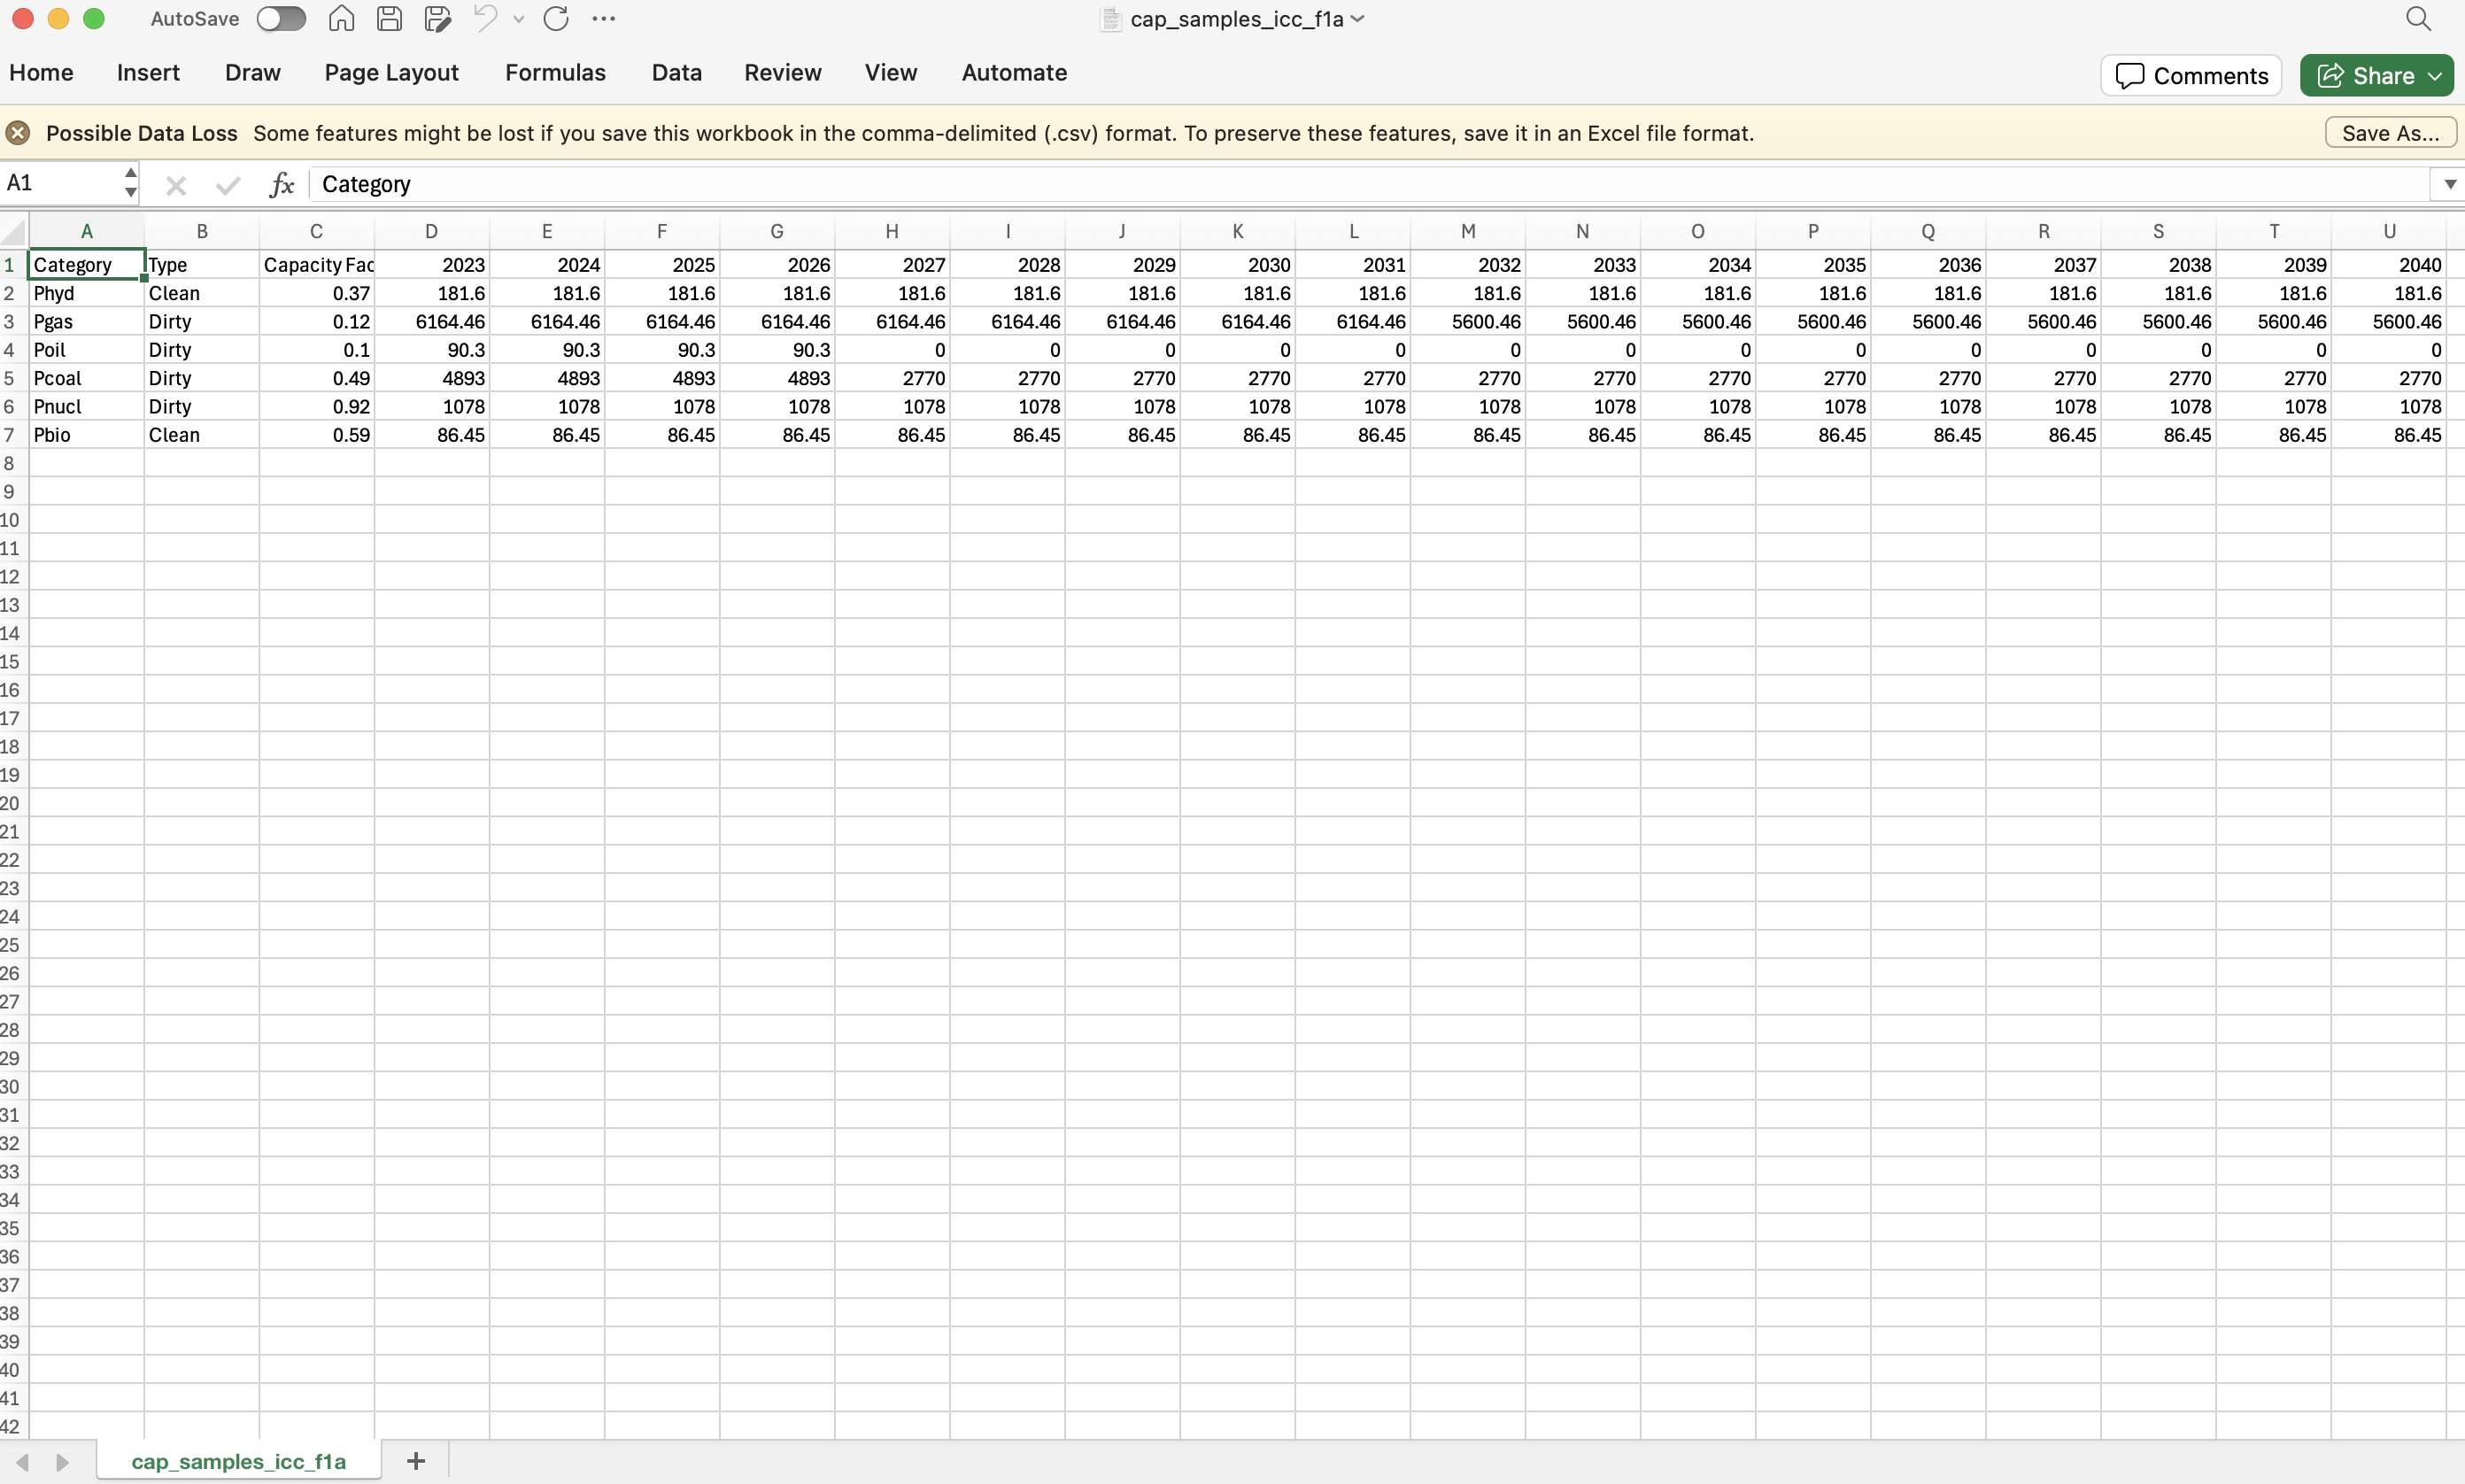 AutoSave cap_samples_icc_f1a
Home Insert Draw Page Layout Formulas Data Review View Automate Comments Share
Possible Data Loss Some features might be lost if you save this workbook in the comma-delimited (.csv) format. To preserve these features, save it in an Excel file format. Save As...
A1 fx Category
A B C D E F G H I J K L M N O P Q R S T U
1 Category Type Capacity Fac 2023 2024 2025 2026 2027 2028 2029 2030 2031 2032 2033 2034 2035 2036 2037 2038 2039 2040
2 Phyd Clean 0.37 181.6 181.6 181.6 181.6 181.6 181.6 181.6 181.6 181.6 181.6 181.6 181.6 181.6 181.6 181.6 181.6 181.6 181.6
3 Pgas Dirty 0.12 6164.46 6164.46 6164.46 6164.46 6164.46 6164.46 6164.46 6164.46 6164.46 5600.46 5600.46 5600.46 5600.46 5600.46 5600.46 5600.46 5600.46 5600.46
4 Poil Dirty 0.1 90.3 90.3 90.3 90.3 0 0 0 0 0 0 0 0 0 0 0 0 0 0
5 Pcoal Dirty 0.49 4893 4893 4893 4893 2770 2770 2770 2770 2770 2770 2770 2770 2770 2770 2770 2770 2770 2770
6 Pnucl Dirty 0.92 1078 1078 1078 1078 1078 1078 1078 1078 1078 1078 1078 1078 1078 1078 1078 1078 1078 1078
7 Pbio Clean 0.59 86.45 86.45 86.45 86.45 86.45 86.45 86.45 86.45 86.45 86.45 86.45 86.45 86.45 86.45 86.45 86.45 86.45 86.45
8
9
10
11
12
13
14
15
16
17
18
19
20
21
22
23
24
25
26
27
28
29
30
31
32
33
34
35
36
37
38
39
40
41
42
cap_samples_icc_f1a +